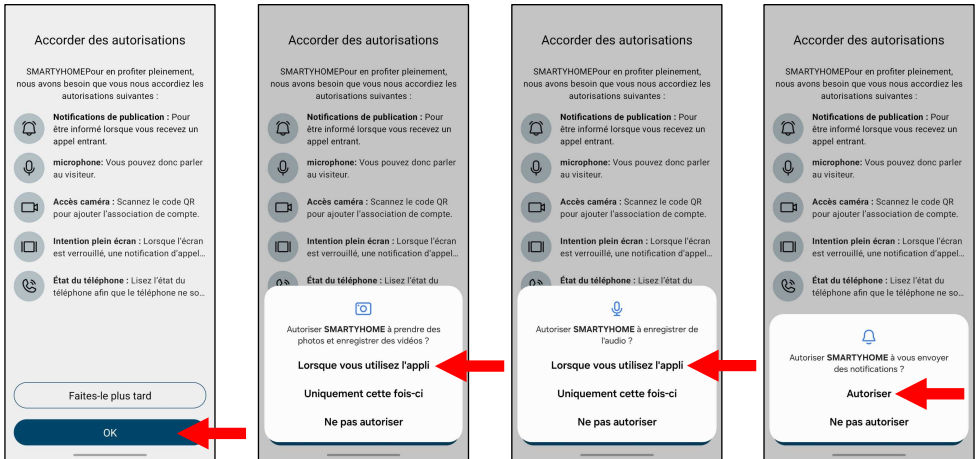 Accorder des autorisations
SMARTYHOMEPour en profiter pleinement,
nous avons besoin que vous nous accordiez les
autorisations suivantes :
Notifications de publication : Pour
être informé lorsque vous recevez un
appel entrant.
microphone: Vous pouvez donc parler
au visiteur.
Accès caméra : Scannez le code QR
pour ajouter l'association de compte.
Intention plein écran : Lorsque l'écran
est verrouillé, une notification d'appel...
État du téléphone : Lisez l'état du
téléphone afin que le téléphone ne so...
Faites-le plus tard
OK
Accorder des autorisations
SMARTYHOMEPour en profiter pleinement,
nous avons besoin que vous nous accordiez les
autorisations suivantes :
Notifications de publication : Pour
être informé lorsque vous recevez un
appel entrant.
microphone: Vous pouvez donc parler
au visiteur.
Accès caméra : Scannez le code QR
pour ajouter l'association de compte.
Intention plein écran : Lorsque l'écran
est verrouillé, une notification d'appel...
État du téléphone : Lisez l'état du
Autoriser SMARTYHOME à prendre des
photos et enregistrer des vidéos ?
Lorsque vous utilisez l'appli
Uniquement cette fois-ci
Ne pas autoriser
Accorder des autorisations
SMARTYHOMEPour en profiter pleinement,
nous avons besoin que vous nous accordiez les
autorisations suivantes :
Notifications de publication : Pour
être informé lorsque vous recevez un
appel entrant.
microphone: Vous pouvez donc parler
au visiteur.
Accès caméra : Scannez le code QR
pour ajouter l'association de compte.
Intention plein écran : Lorsque l'écran
est verrouillé, une notification d'appel...
État du téléphone : Lisez l'état du
Autoriser SMARTYHOME à enregistrer de
l'audio ?
Lorsque vous utilisez l'appli
Uniquement cette fois-ci
Ne pas autoriser
Accorder des autorisations
SMARTYHOMEPour en profiter pleinement,
nous avons besoin que vous nous accordiez les
autorisations suivantes :
Notifications de publication : Pour
être informé lorsque vous recevez un
appel entrant.
microphone: Vous pouvez donc parler
au visiteur.
Accès caméra : Scannez le code QR
pour ajouter l'association de compte.
Intention plein écran : Lorsque l'écran
est verrouillé, une notification d'appel...
État du téléphone : Lisez l'état du
téléphone afin que le téléphone ne so...
Autoriser SMARTYHOME à vous envoyer
des notifications ?
Autoriser
Ne pas autoriser